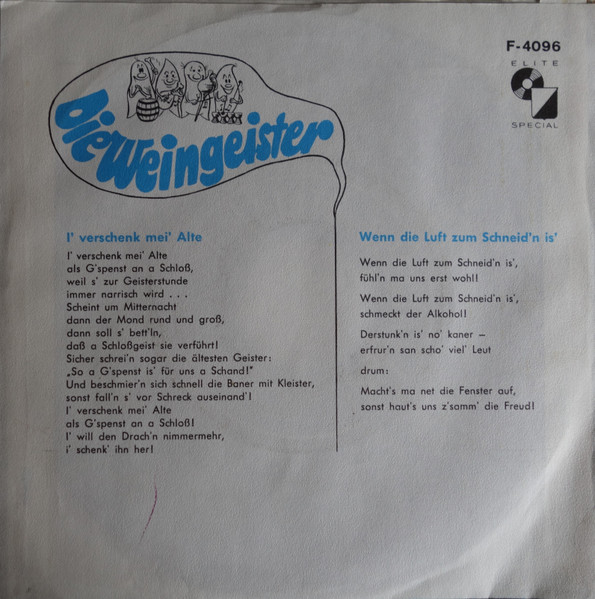 F-4096
ELITE
SPECIAL
Die Weingeister
I' verschenk mei' Alte
I' verschenk mei' Alte
als G'spenst an a Schloß,
weil s' zur Geisterstunde
immer narrisch wird . . .
Scheint um Mitternacht
dann der Mond rund und groß,
dann soll s' bett'ln,
daß a Schloßgeist sie verführt!
Sicher schrei'n sogar die ältesten Geister:
„So a G'spenst is' für uns a Schand!"
Und beschmier'n sich schnell die Baner mit Kleister,
sonst fall'n s' vor Schreck auseinand'!
I' verschenk mei' Alte
als G'spenst an a Schloß!
I' will den Drach'n nimmermehr,
i' schenk' ihn her!
Wenn die Luft zum Schneid'n is'
Wenn die Luft zum Schneid'n is',
fühl'n ma uns erst wohl!
Wenn die Luft zum Schneid'n is',
schmeckt der Alkohol!
Derstunk'n is' no' kaner –
erfrur'n san scho' viel' Leut
drum:
Macht's ma net die Fenster auf,
sonst haut's uns z'samm' die Freud!